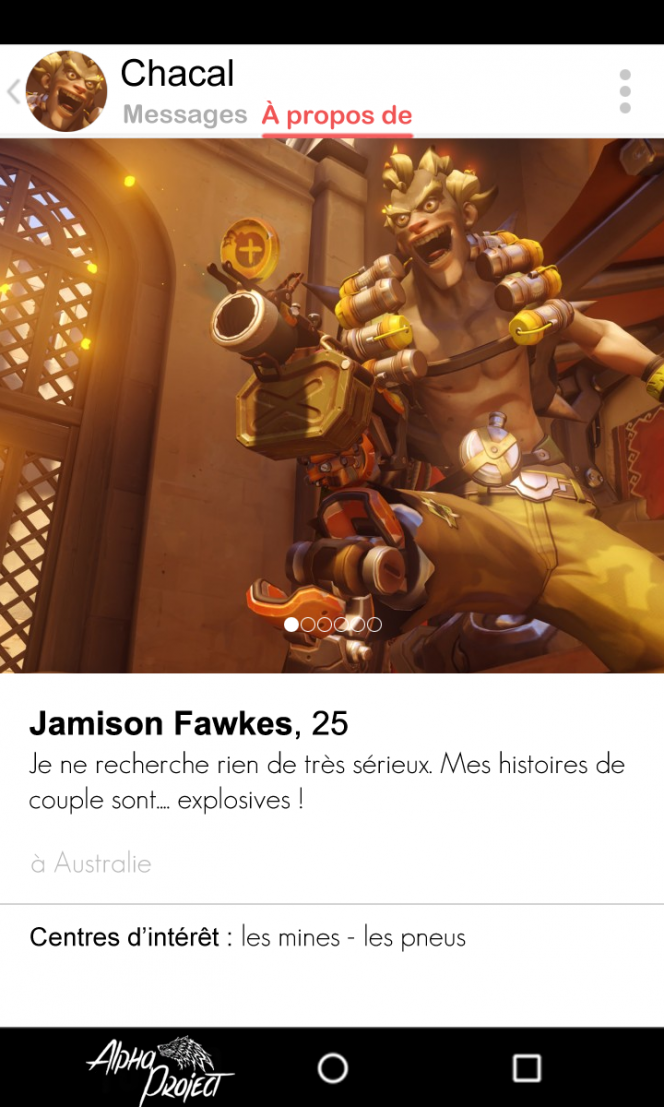 Chacal
Messages À propos de
Jamison Fawkes, 25
Je ne recherche rien de très sérieux. Mes histoires de
couple sont.... explosives !
à Australie
Centres d'intérêt : les mines - les pneus
Alpha
Project